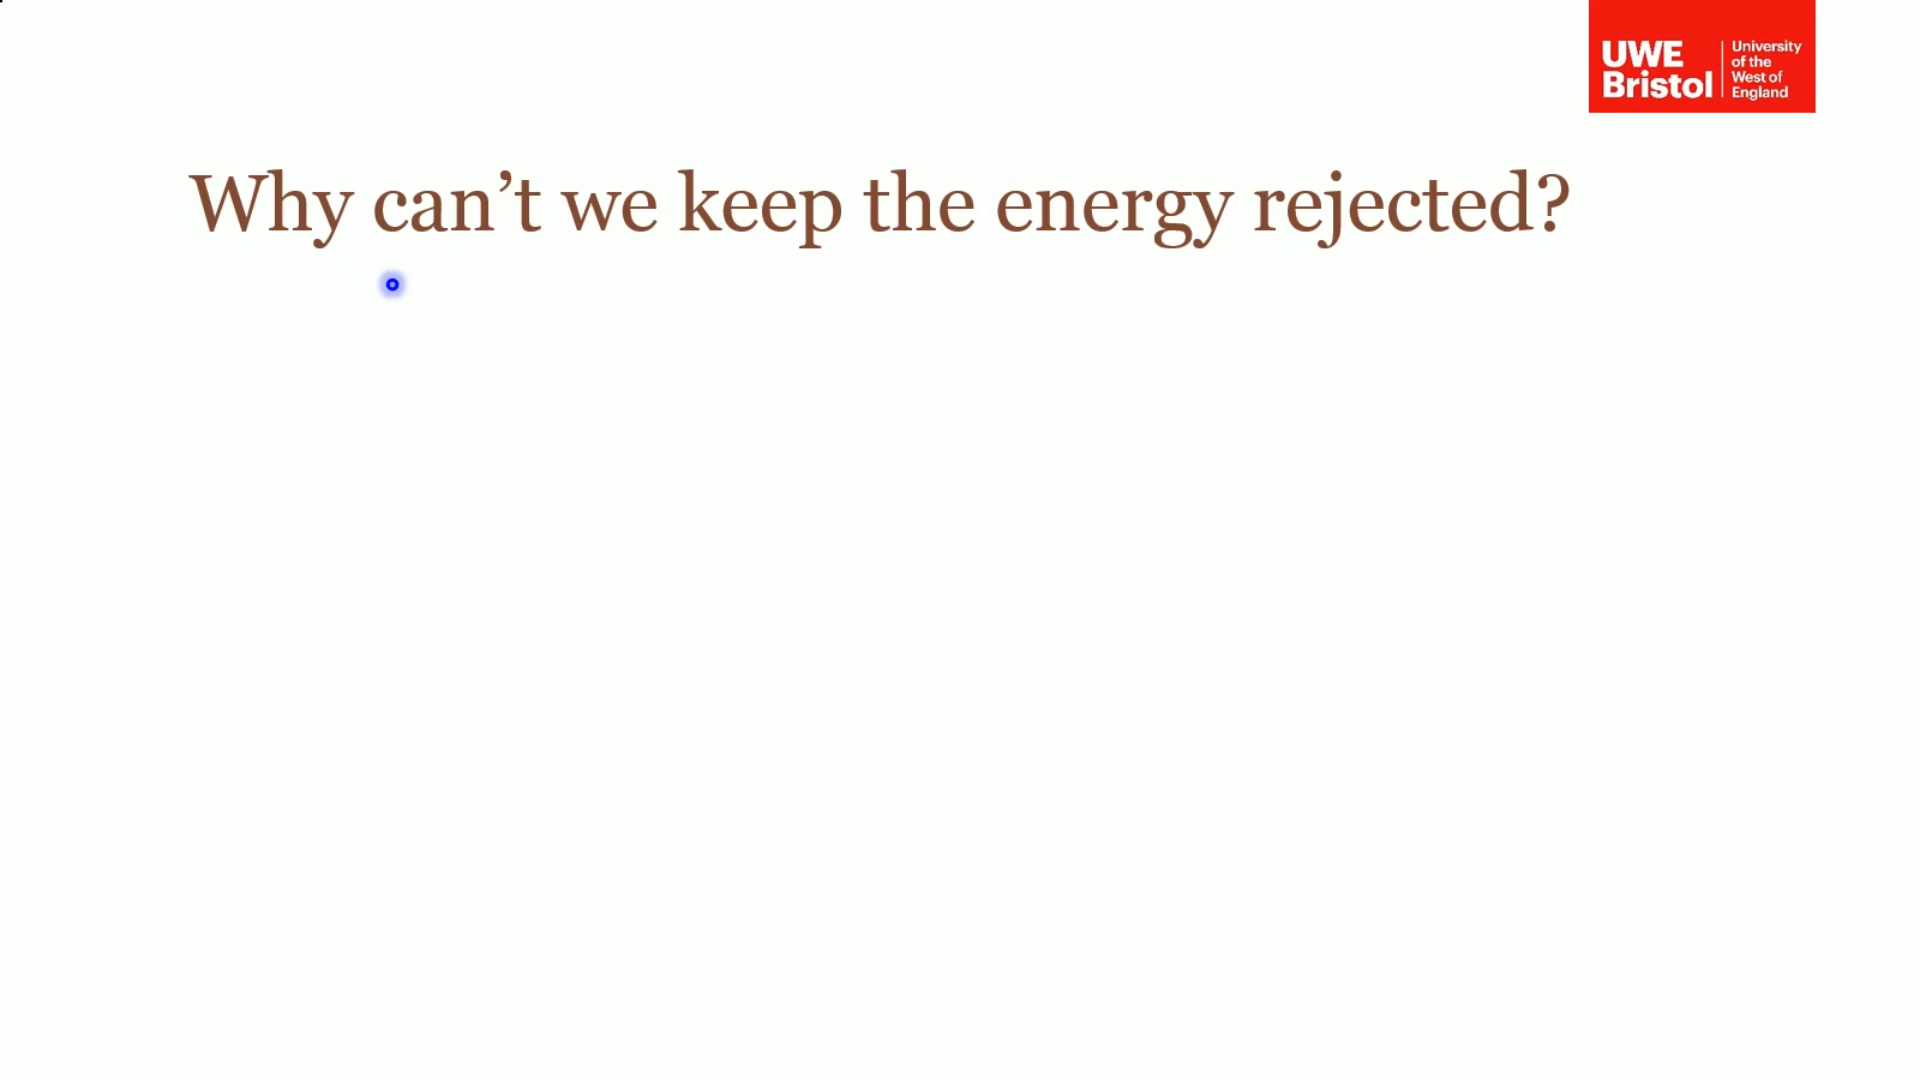 UWE
Bristol
University
of the
West of
England
Why can’t we keep the energy rejected?